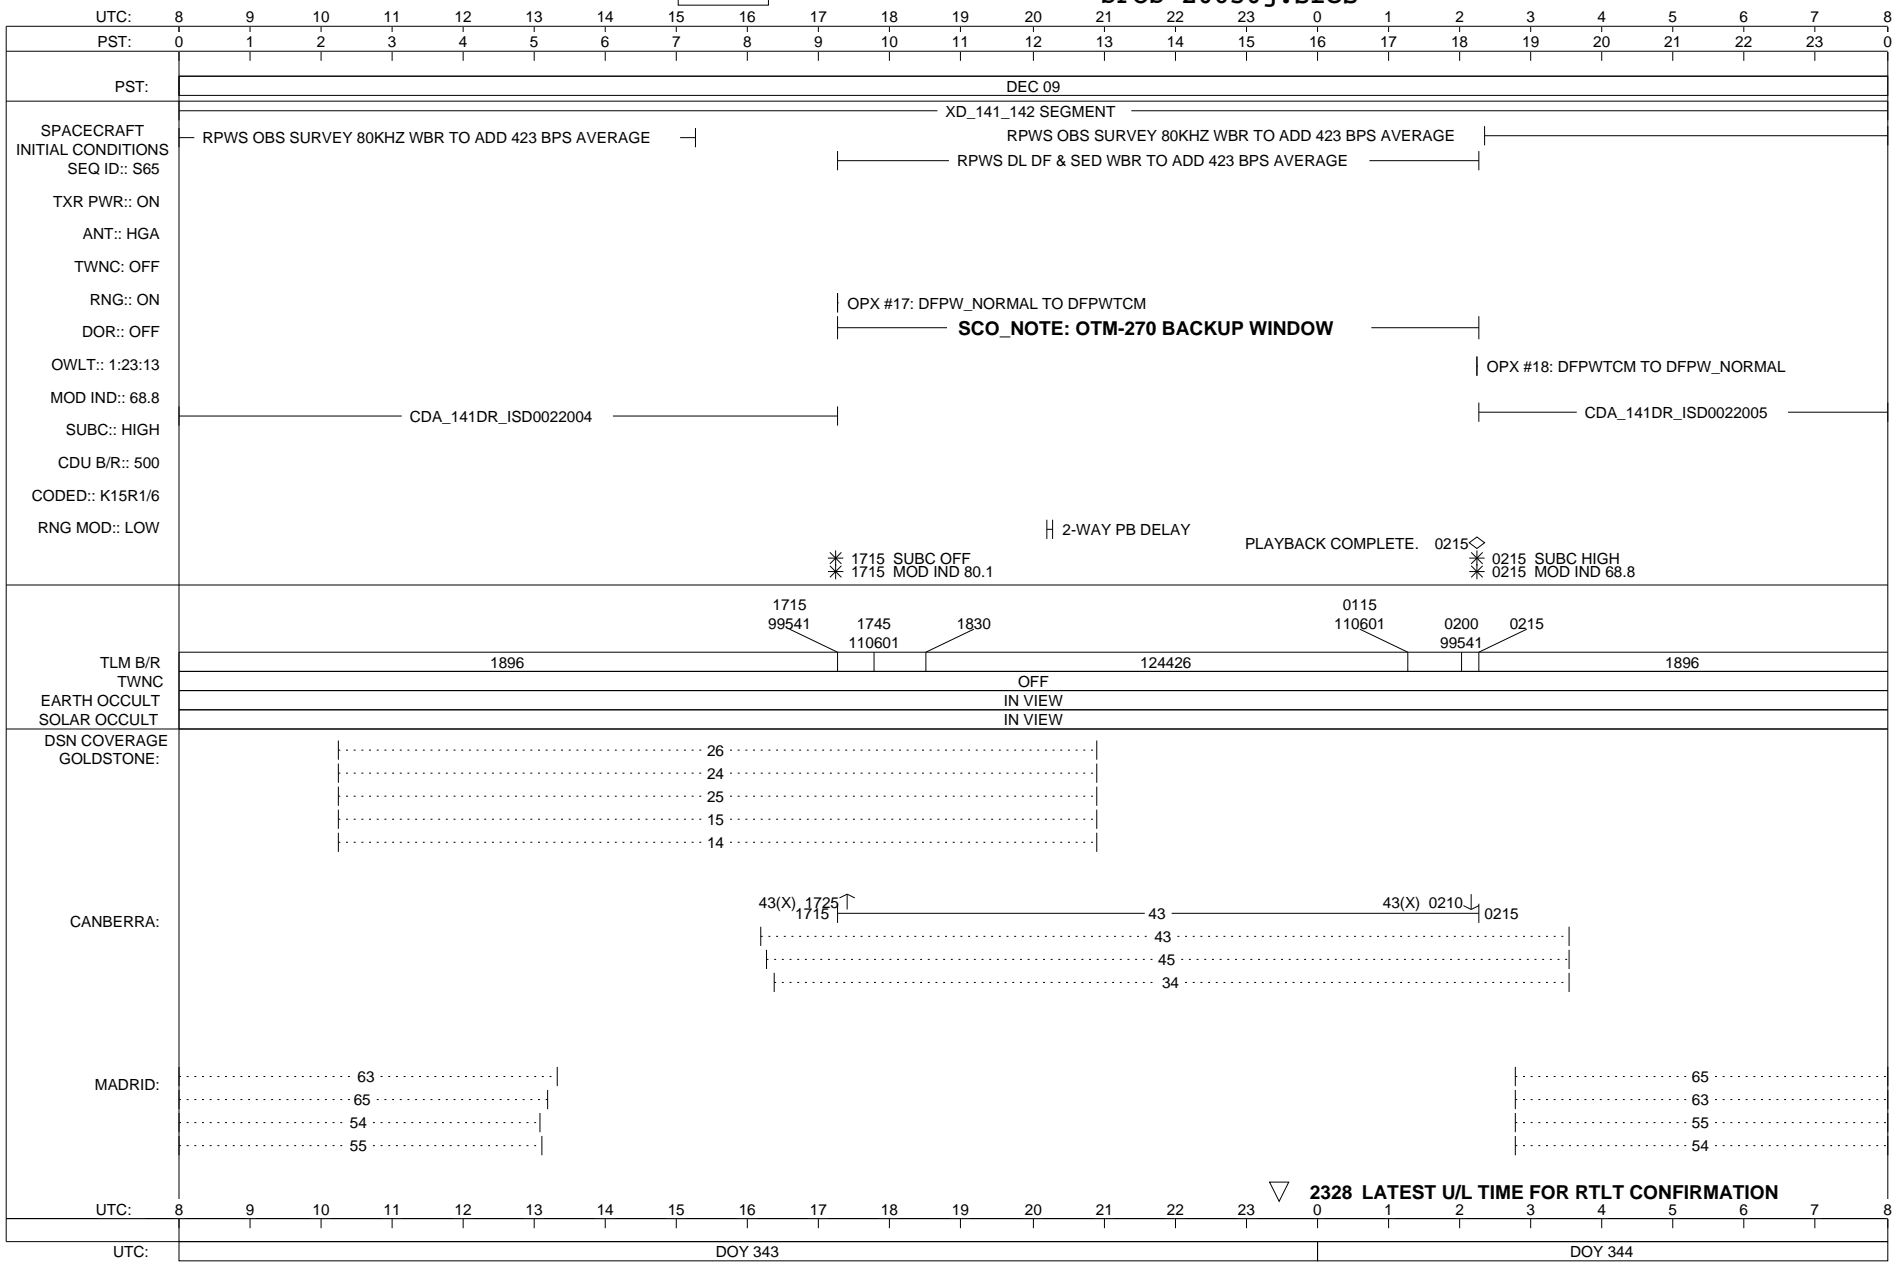 UTC: 8 9 10 11 12 13 14 15 16 17 18 19 20 21 22 23 0 1 2 3 4 5 6 7 8
PST: 0 1 2 3 4 5 6 7 8 9 10 11 12 13 14 15 16 17 18 19 20 21 22 23 0
PST: DEC 09
XD_141_142 SEGMENT
SPACECRAFT
INITIAL CONDITIONS
RPWS OBS SURVEY 80KHZ WBR TO ADD 423 BPS AVERAGE RPWS OBS SURVEY 80KHZ WBR TO ADD 423 BPS AVERAGE
SEQ ID:: S65 RPWS DL DF & SED WBR TO ADD 423 BPS AVERAGE
TXR PWR:: ON
ANT:: HGA
TWNC: OFF
RNG:: ON OPX #17: DFPW_NORMAL TO DFPWTCM
DOR:: OFF SCO_NOTE: OTM-270 BACKUP WINDOW
OWLT:: 1:23:13 OPX #18: DFPWTCM TO DFPW_NORMAL
MOD IND:: 68.8
CDA_141DR_ISD0022004 CDA_141DR_ISD0022005
SUBC:: HIGH
CDU B/R:: 500
CODED:: K15R1/6
RNG MOD:: LOW 2-WAY PB DELAY
PLAYBACK COMPLETE. 0215
1715 SUBC OFF 0215 SUBC HIGH
1715 MOD IND 80.1 0215 MOD IND 68.8
1715 0115
99541 1745 1830 110601 0200 0215
110601 99541
TLM B/R 1896 124426 1896
TWNC OFF
EARTH OCCULT IN VIEW
SOLAR OCCULT IN VIEW
DSN COVERAGE
GOLDSTONE: 26
24
25
15
14
43(X) 1725 43(X) 0210
CANBERRA: 1715 43 0215
43
45
34
MADRID: 63 65
65 63
54 55
55 54
2328 LATEST U/L TIME FOR RTLT CONFIRMATION
UTC: 8 9 10 11 12 13 14 15 16 17 18 19 20 21 22 23 0 1 2 3 4 5 6 7 8
UTC: DOY 343 DOY 344